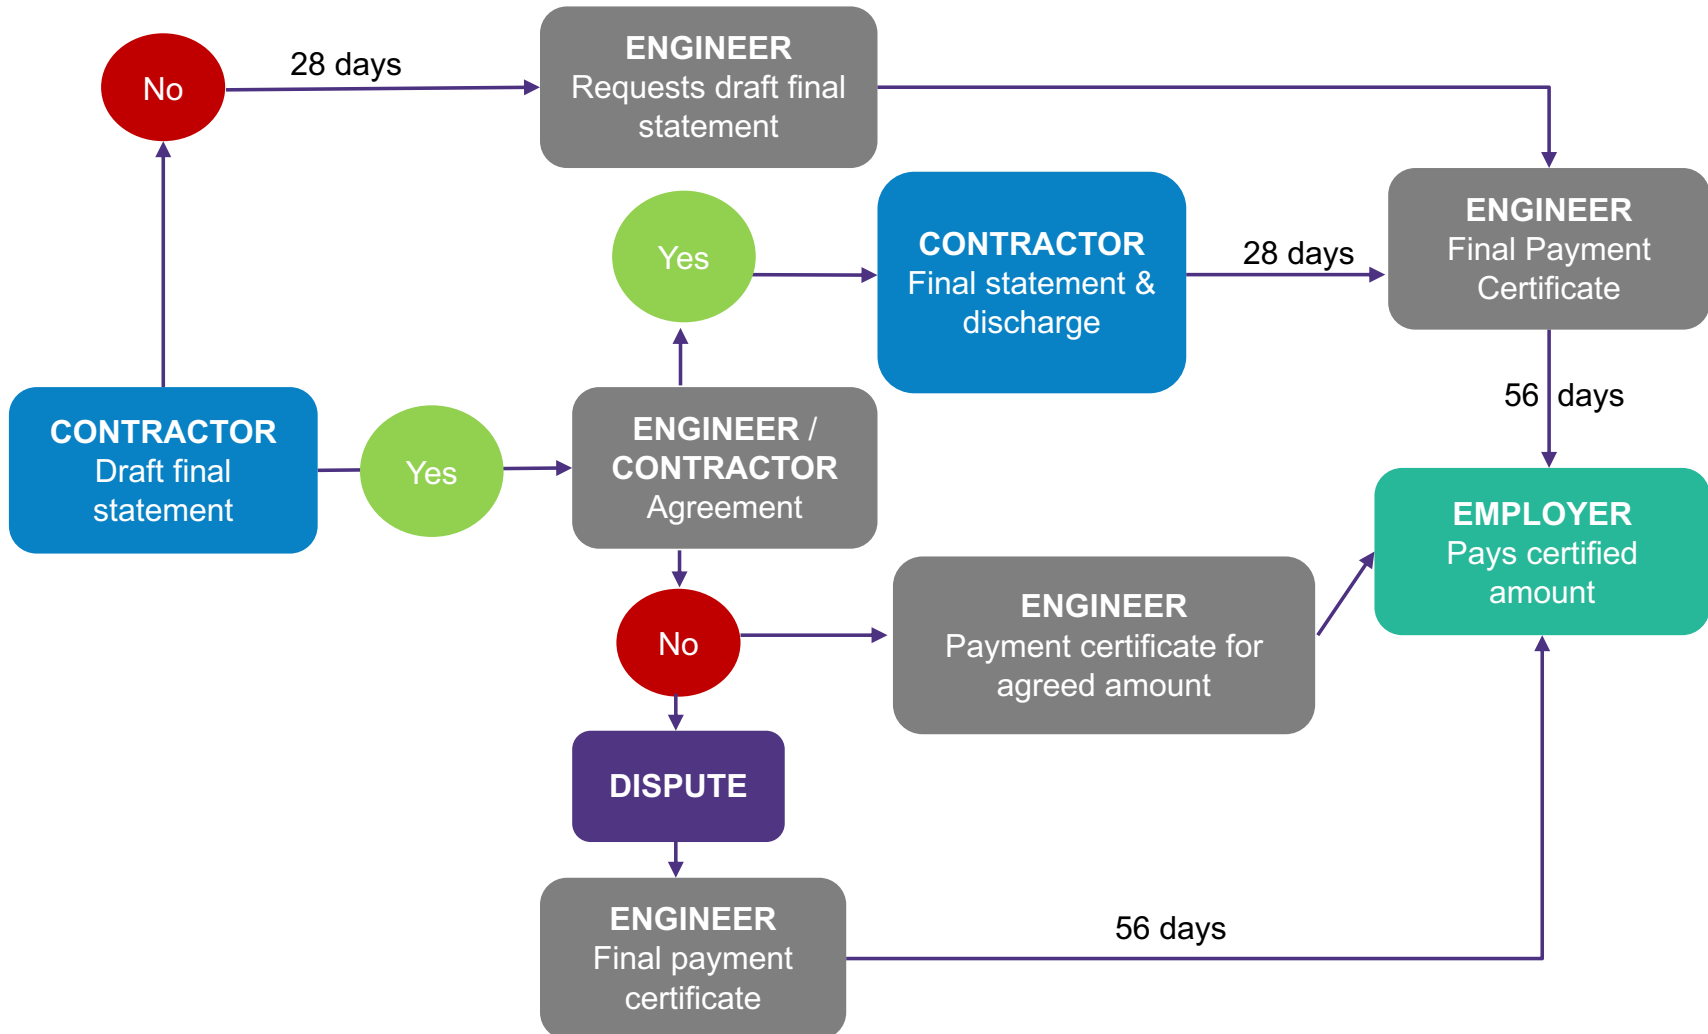 No
28 days
ENGINEER
Requests draft final
statement
Yes
CONTRACTOR
Final statement &
discharge
28 days
ENGINEER
Final Payment
Certificate
56 days
CONTRACTOR
Draft final
statement
Yes
ENGINEER /
CONTRACTOR
Agreement
EMPLOYER
Pays certified
amount
No
ENGINEER
Payment certificate for
agreed amount
DISPUTE
ENGINEER
Final payment
certificate
56 days